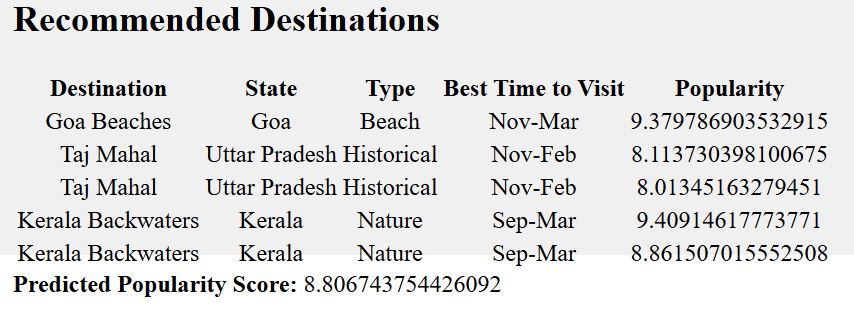 Recommended Destinations
Destination State Type Best Time to Visit Popularity
Goa Beaches Goa Beach Nov-Mar 9.379786903532915
Taj Mahal Uttar Pradesh Historical Nov-Feb 8.113730398100675
Taj Mahal Uttar Pradesh Historical Nov-Feb 8.01345163279451
Kerala Backwaters Kerala Nature Sep-Mar 9.40914617773771
Kerala Backwaters Kerala Nature Sep-Mar 8.861507015552508
Predicted Popularity Score: 8.806743754426092